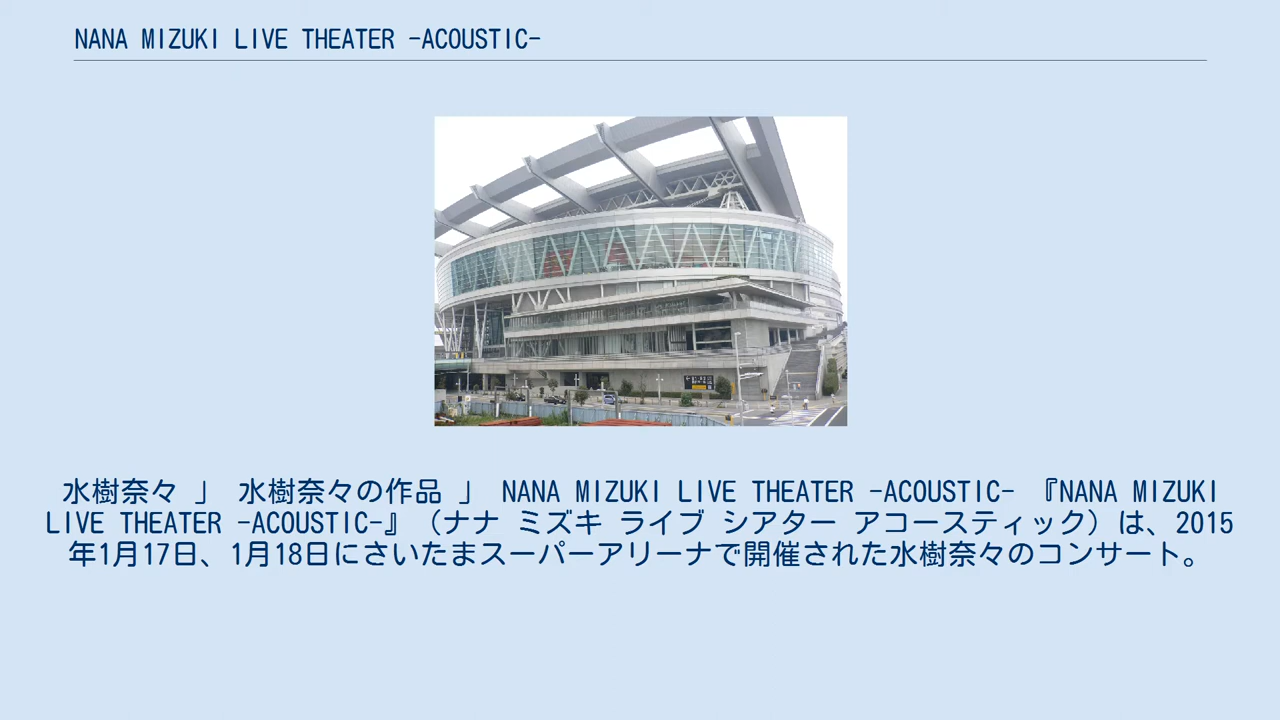 NANA MIZUKI LIVE THEATER -ACOUSTIC-
水樹奈々 」 水樹奈々の作品 」 NANA MIZUKI LIVE THEATER -ACOUSTIC- 『NANA MIZUKI
LIVE THEATER -ACOUSTIC-』（ナナ ミズキ ライブ シアター アコースティック）は、2015
年1月17日、1月18日にさいたまスーパーアリーナで開催された水樹奈々のコンサート。